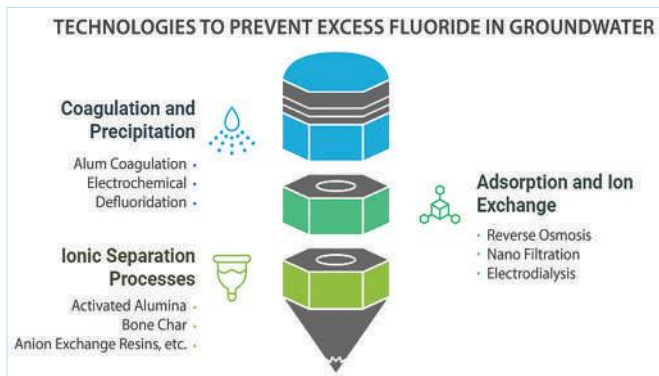 TECHNOLOGIES TO PREVENT EXCESS FLUORIDE IN GROUNDWATER
Coagulation and
Precipitation
Alum Coagulation •
Electrochemical •
Defluoridation •
Adsorption and Ion
Exchange
• Reverse Osmosis
• Nano Filtration
• Electrodialysis
Ionic Separation
Processes
Activated Alumina •
Bone Char •
Anion Exchange Resins, etc. •